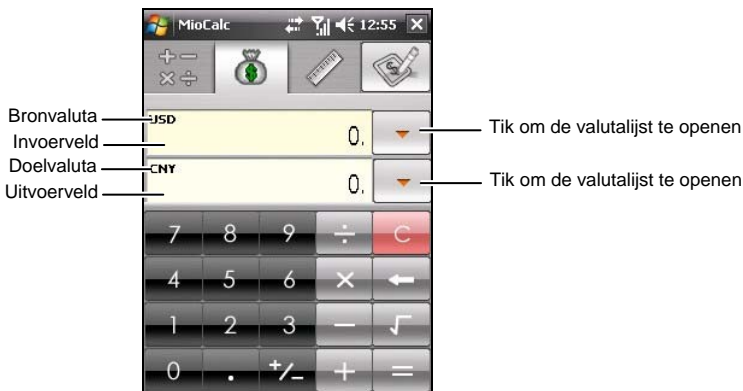 MioCalc 12:55
Bronvaluta
USD
Invoerveld
0.
Tik om de valutalijst te openen
Doelvaluta
CNY
Uitvoerveld
0.
Tik om de valutalijst te openen
7 8 9 ÷ C
4 5 6 × ←
1 2 3 − √
0 . +/- + =